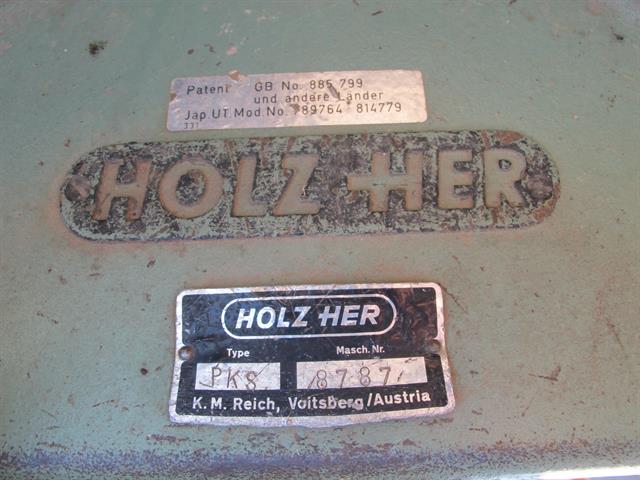 Patent GB No. 885 799
und andere Länder
Jap.UT Mod.No. 789764 814779
331
HOLZ-HER
HOLZ-HER
Type Masch. Nr.
PK8 8787
K. M. Reich, Voitsberg/Austria